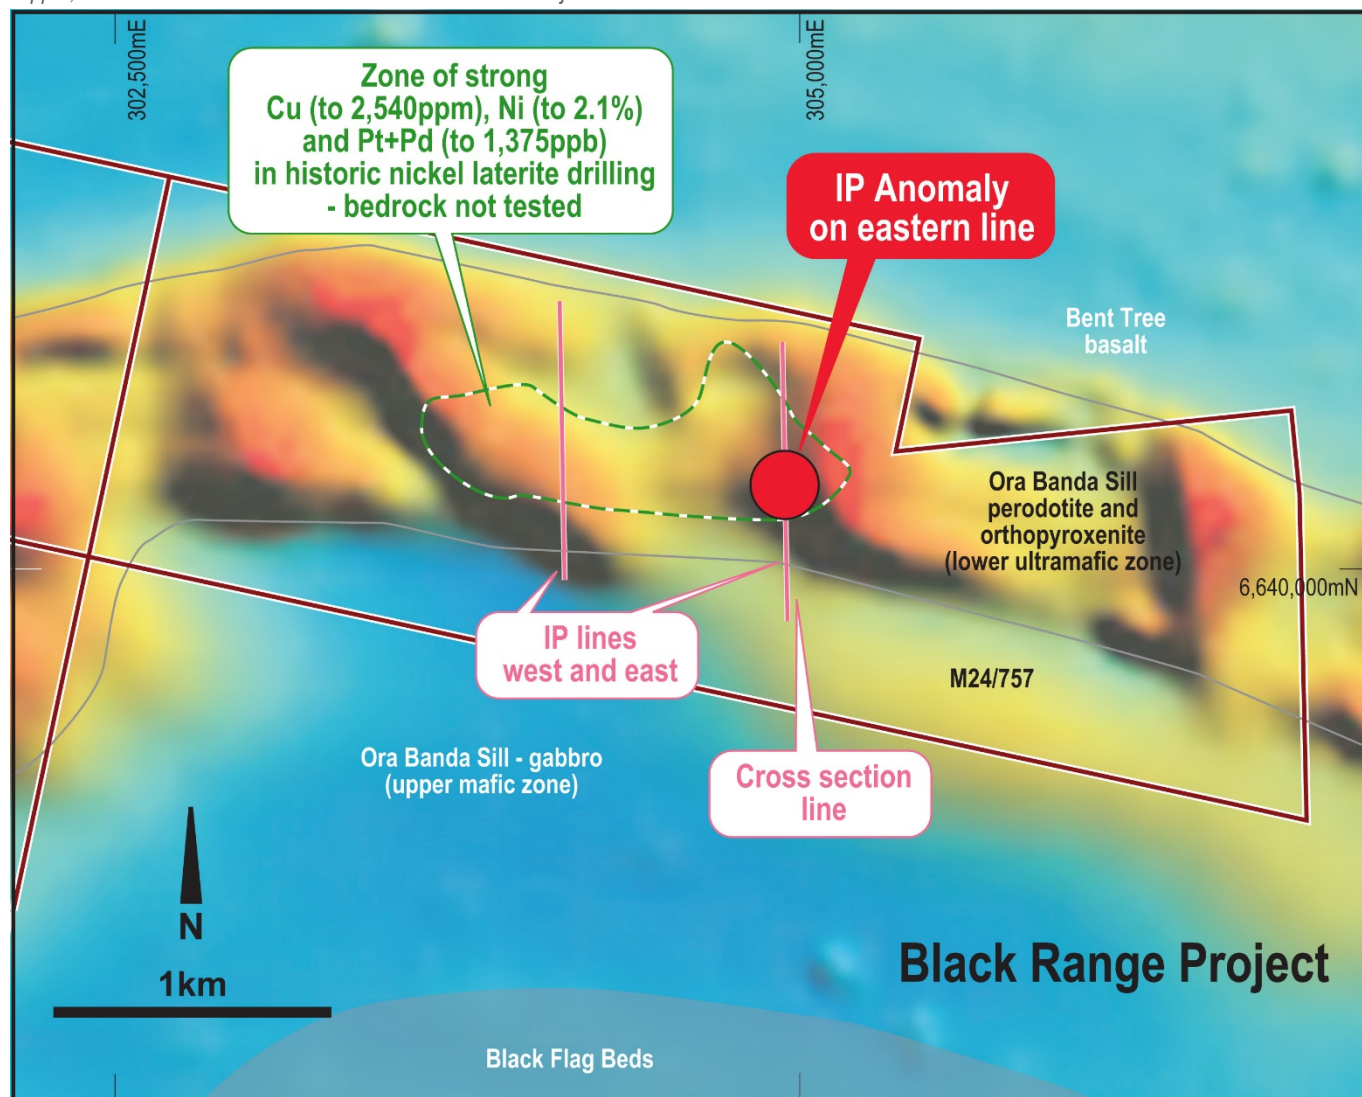 302,500mE
305,000mE
Zone of strong
Cu (to 2,540ppm), Ni (to 2.1%)
and Pt+Pd (to 1,375ppb)
in historic nickel laterite drilling
- bedrock not tested
IP Anomaly
on eastern line
Bent Tree
basalt
Ora Banda Sill
perodotite and
orthopyroxenite
(lower ultramafic zone)
6,640,000mN
IP lines
west and east
M24/757
Ora Banda Sill - gabbro
(upper mafic zone)
Cross section
line
N
1km
Black Range Project
Black Flag Beds